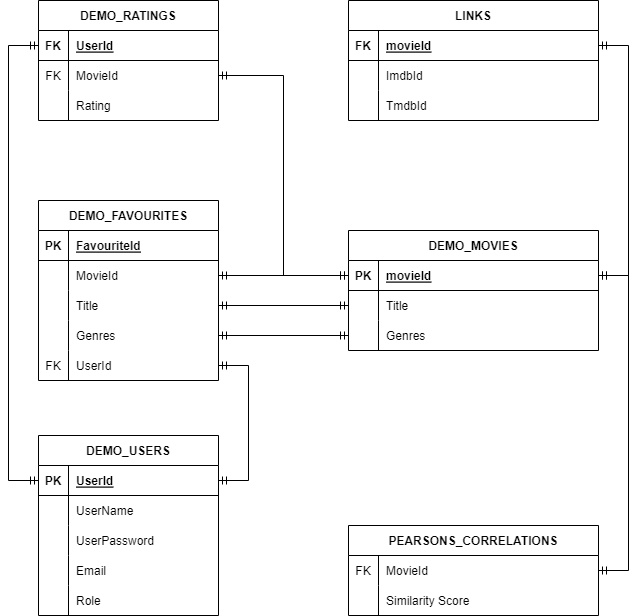 DEMO_RATINGS
FK UserId
FK MovieId
Rating
LINKS
FK movieId
ImdbId
TmdbId
DEMO_FAVOURITES
PK FavouriteId
MovieId
Title
Genres
FK UserId
DEMO_MOVIES
PK movieId
Title
Genres
DEMO_USERS
PK UserId
UserName
UserPassword
Email
Role
PEARSONS_CORRELATIONS
FK MovieId
Similarity Score